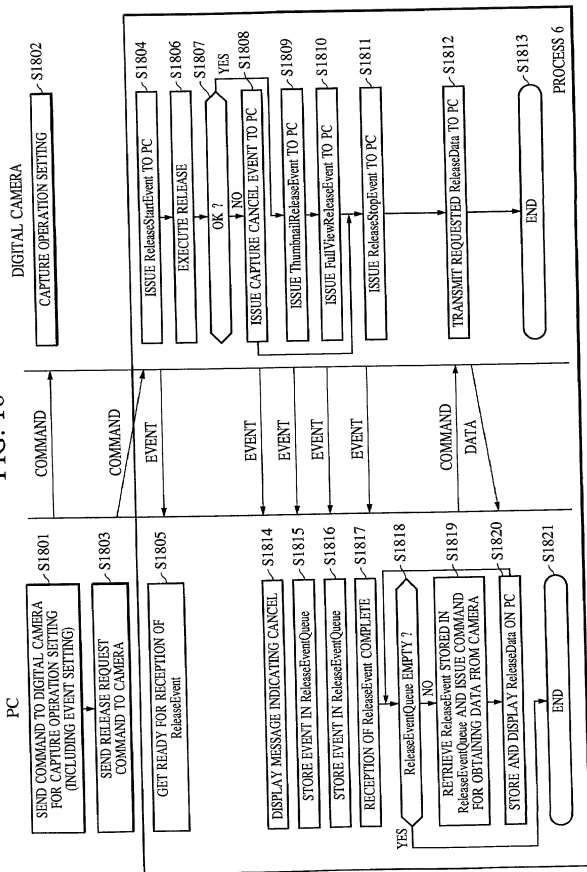 FIG. 18
PC
SEND COMMAND TO DIGITAL CAMERA
FOR CAPTURE OPERATION SETTING
(INCLUDING EVENT SETTING)
S1801
SEND RELEASE REQUEST
COMMAND TO CAMERA
S1803
GET READY FOR RECEPTION OF
ReleaseEvent
S1805
DISPLAY MESSAGE INDICATING CANCEL
S1814
STORE EVENT IN ReleaseEventQueue
S1815
STORE EVENT IN ReleaseEventQueue
S1816
RECEPTION OF ReleaseEvent COMPLETE
S1817
ReleaseEventQueue EMPTY ?
S1818
YES
NO
RETRIEVE ReleaseEvent STORED IN
ReleaseEventQueue AND ISSUE COMMAND
FOR OBTAINING DATA FROM CAMERA
S1819
STORE AND DISPLAY ReleaseData ON PC
S1820
END
S1821
COMMAND
COMMAND
EVENT
EVENT
EVENT
EVENT
EVENT
COMMAND
DATA
DIGITAL CAMERA
CAPTURE OPERATION SETTING
S1802
ISSUE ReleaseStartEvent TO PC
S1804
EXECUTE RELEASE
S1806
OK ?
S1807
YES
NO
ISSUE CAPTURE CANCEL EVENT TO PC
S1808
ISSUE ThumbnailReleaseEvent TO PC
S1809
ISSUE FullViewReleaseEvent TO PC
S1810
ISSUE ReleaseStopEvent TO PC
S1811
TRANSMIT REQUESTED ReleaseData TO PC
S1812
END
S1813
PROCESS 6